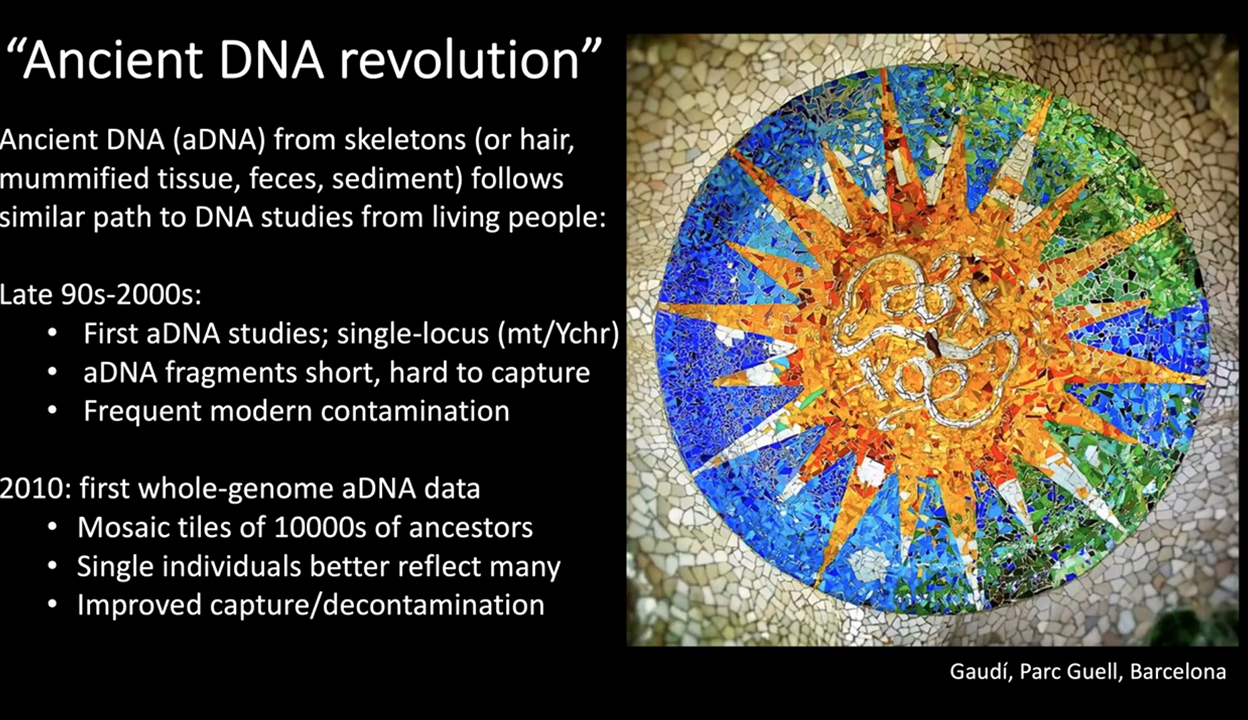 “Ancient DNA revolution”
Ancient DNA (aDNA) from skeletons (or hair,
mummified tissue, feces, sediment) follows
similar path to DNA studies from living people:
Late 90s-2000s:
• First aDNA studies; single-locus (mt/Ychr)
• aDNA fragments short, hard to capture
• Frequent modern contamination
2010: first whole-genome aDNA data
• Mosaic tiles of 10000s of ancestors
• Single individuals better reflect many
• Improved capture/decontamination
Gaudí, Parc Guell, Barcelona